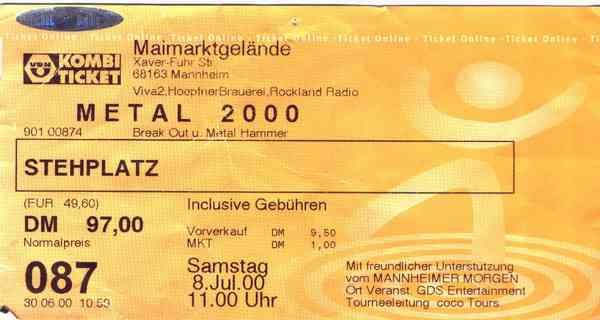 Ticket Online · Ticket Online · Ticket Online · Ticket Online · Ticket Online · Ticket Online
VRN KOMBI TICKET
Maimarktgelände
Xaver-Fuhr Str.
68163 Mannheim
Viva2,HoepfnerBrauerei,Rockland Radio
METAL 2000
901 00874 Break Out u. Metal Hammer
STEHPLATZ
(EUR 49,60) Inclusive Gebühren
DM 97,00 Vorverkauf DM 9,50
Normalpreis MKT DM 1,00
087
30.06.00 10:53
Samstag
8.Jul.00
11.00 Uhr
Mit freundlicher Unterstützung
vom MANNHEIMER MORGEN
Ort Veranst. GDS Entertainment
Tourneeleitung coco Tours